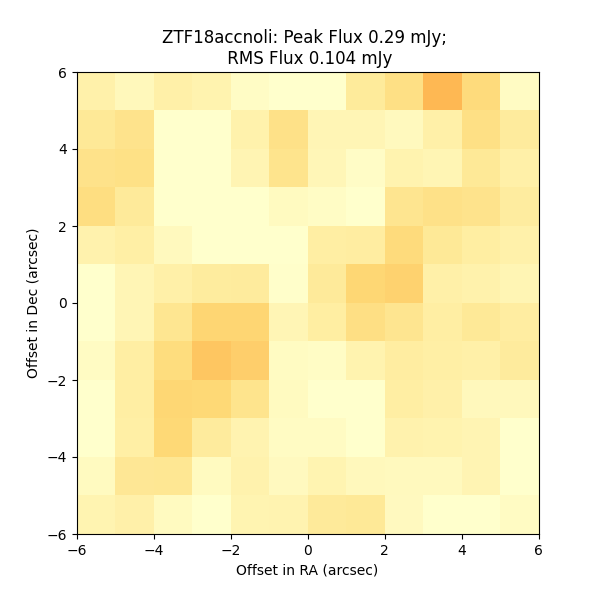 ZTF18accnoli: Peak Flux 0.29 mJy;
RMS Flux 0.104 mJy
6
4
2
0
−2
−4
−6
Offset in Dec (arcsec)
−6 −4 −2 0 2 4 6
Offset in RA (arcsec)